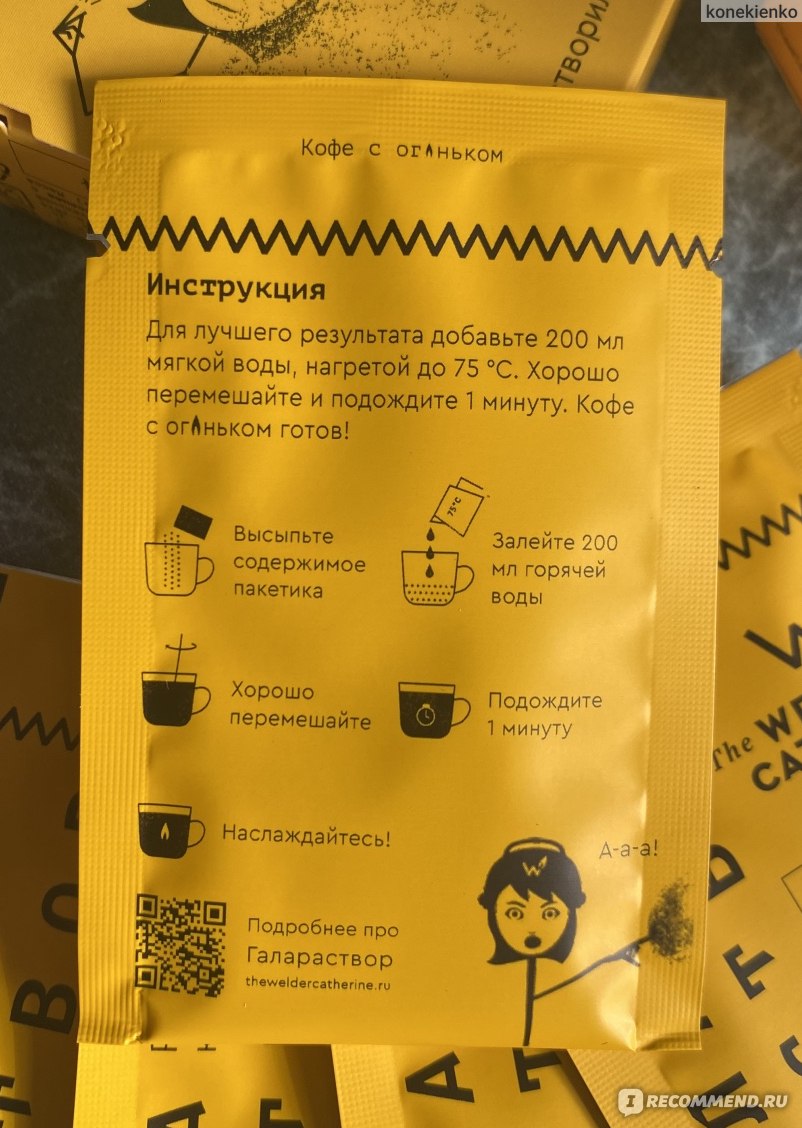 konekienko
творил
Кофе с огоньком
Инструкция
Для лучшего результата добавьте 200 мл
мягкой воды, нагретой до 75 °C. Хорошо
перемешайте и подождите 1 минуту. Кофе
с огоньком готов!
75°C
Высыпьте
содержимое
пакетика
Залейте 200
мл горячей
воды
Хорошо
перемешайте
Подождите
1 минуту
Наслаждайтесь!
А-а-а!
W
Подробнее про
Галараствор
theweldercatherine.ru
The WE
CAT
I RECOMMEND.RU